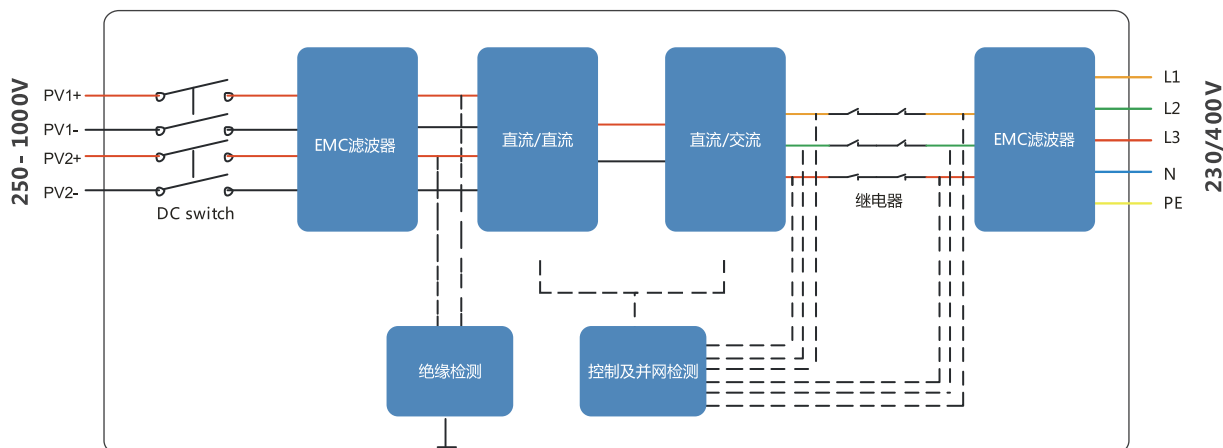 250-1000V
PV1+
PV1-
PV2+
PV2-
DC switch
EMC滤波器
直流/直流
直流/交流
继电器
EMC滤波器
L1
L2
L3
N
PE
230/400V
绝缘检测
控制及并网检测